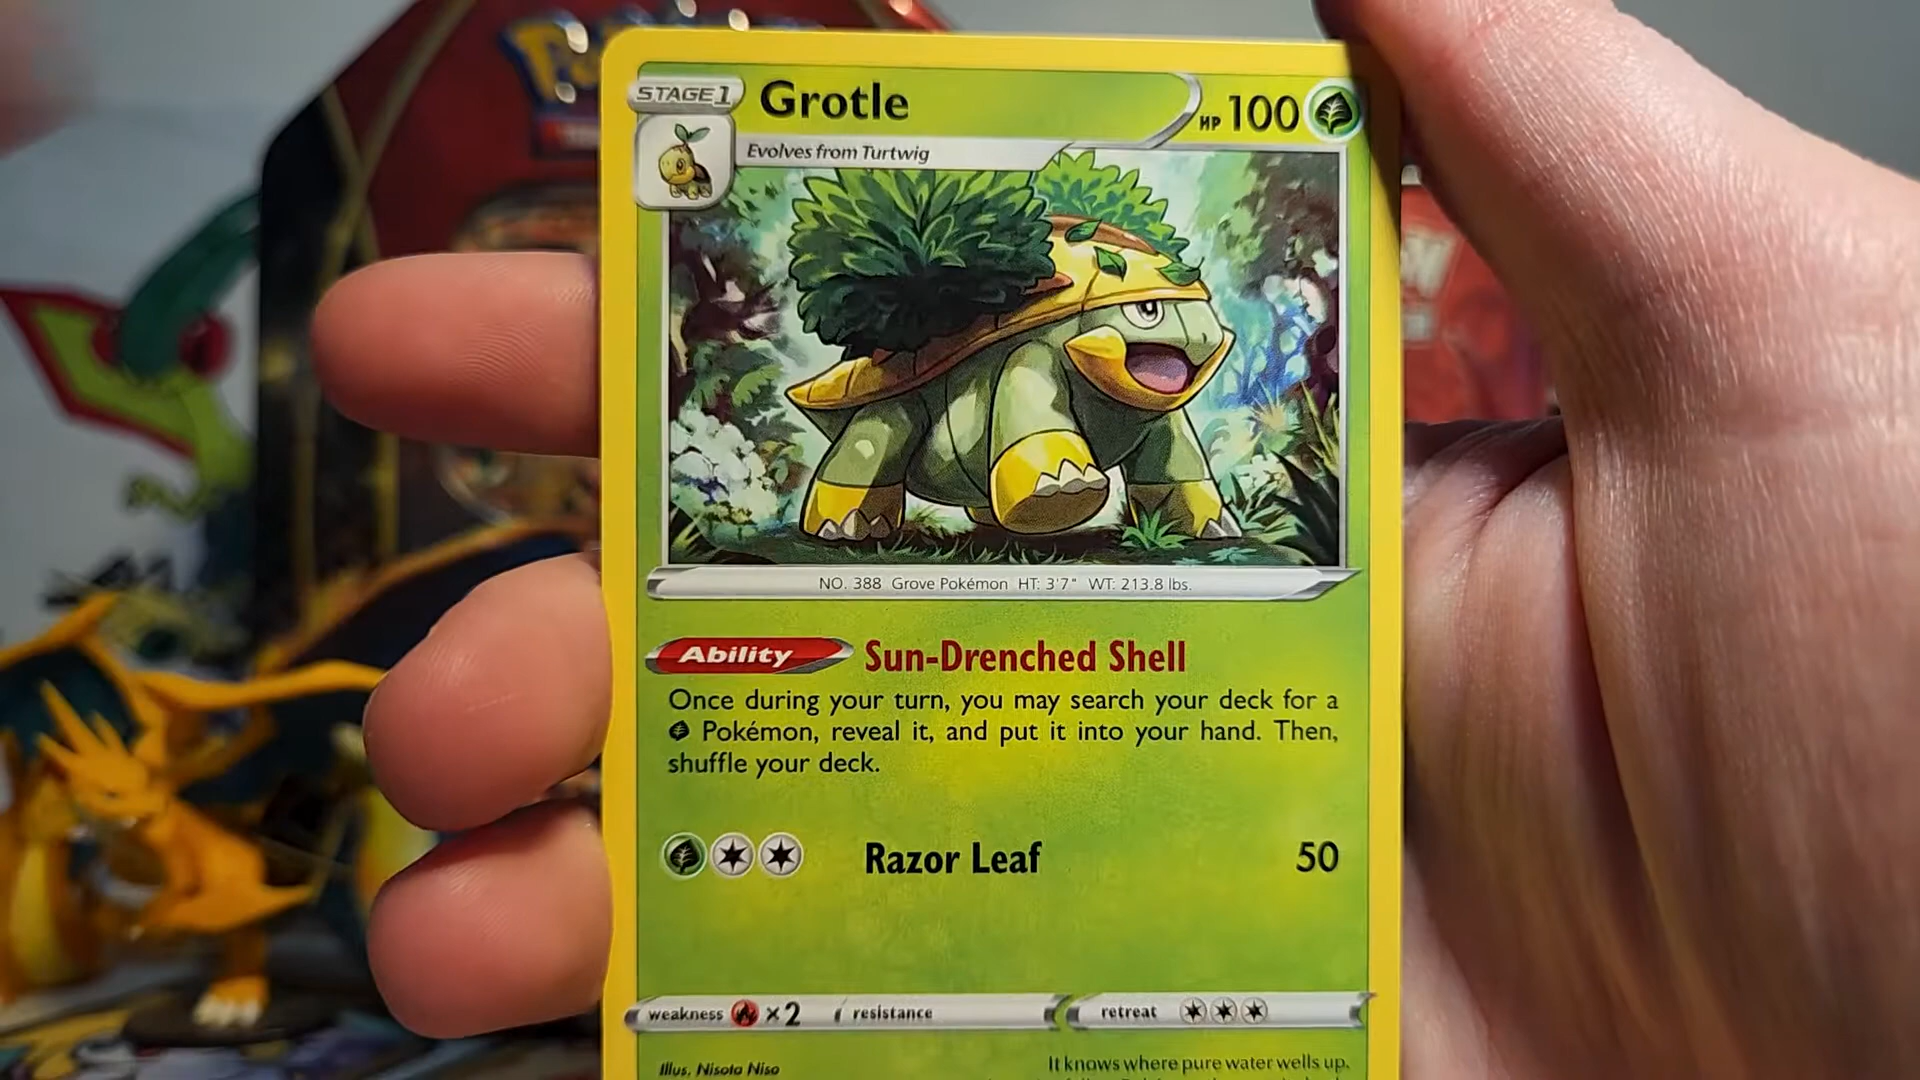 STAGE 1
Grotle
HP 100
Evolves from Turtwig
NO. 388 Grove Pokémon HT: 3'7" WT: 213.8 lbs.
Ability Sun-Drenched Shell
Once during your turn, you may search your deck for a
Pokémon, reveal it, and put it into your hand. Then,
shuffle your deck.
Razor Leaf 50
weakness ×2 resistance retreat
Illus. Nisota Niso
It knows where pure water wells up.